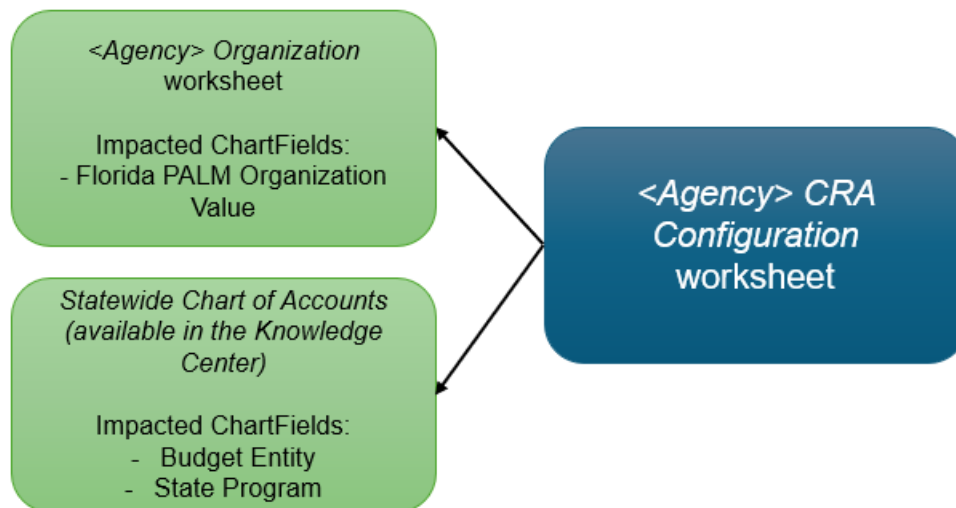 <Agency> Organization
worksheet
Impacted ChartFields:
- Florida PALM Organization
Value
Statewide Chart of Accounts
(available in the Knowledge
Center)
Impacted ChartFields:
- Budget Entity
- State Program
<Agency> CRA
Configuration
worksheet